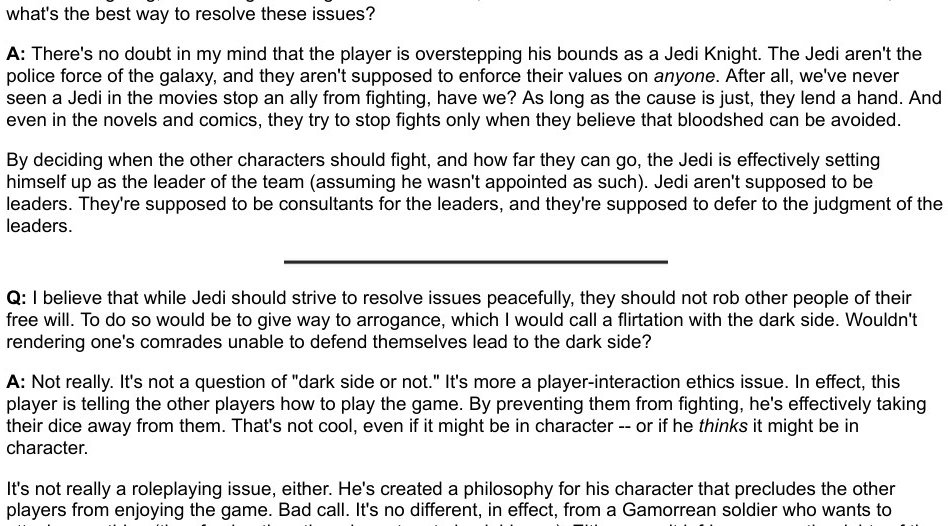 what's the best way to resolve these issues?
A: There's no doubt in my mind that the player is overstepping his bounds as a Jedi Knight. The Jedi aren't the
police force of the galaxy, and they aren't supposed to enforce their values on anyone. After all, we've never
seen a Jedi in the movies stop an ally from fighting, have we? As long as the cause is just, they lend a hand. And
even in the novels and comics, they try to stop fights only when they believe that bloodshed can be avoided.
By deciding when the other characters should fight, and how far they can go, the Jedi is effectively setting
himself up as the leader of the team (assuming he wasn't appointed as such). Jedi aren't supposed to be
leaders. They're supposed to be consultants for the leaders, and they're supposed to defer to the judgment of the
leaders.
Q: I believe that while Jedi should strive to resolve issues peacefully, they should not rob other people of their
free will. To do so would be to give way to arrogance, which I would call a flirtation with the dark side. Wouldn't
rendering one's comrades unable to defend themselves lead to the dark side?
A: Not really. It's not a question of "dark side or not." It's more a player-interaction ethics issue. In effect, this
player is telling the other players how to play the game. By preventing them from fighting, he's effectively taking
their dice away from them. That's not cool, even if it might be in character -- or if he thinks it might be in
character.
It's not really a roleplaying issue, either. He's created a philosophy for his character that precludes the other
players from enjoying the game. Bad call. It's no different, in effect, from a Gamorrean soldier who wants to